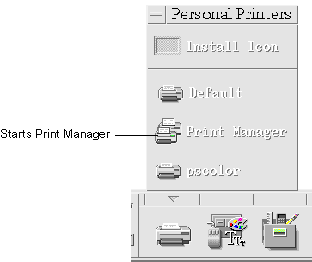 Personal Printers
Install Icon
Default
Starts Print Manager
Print Manager
pscolor